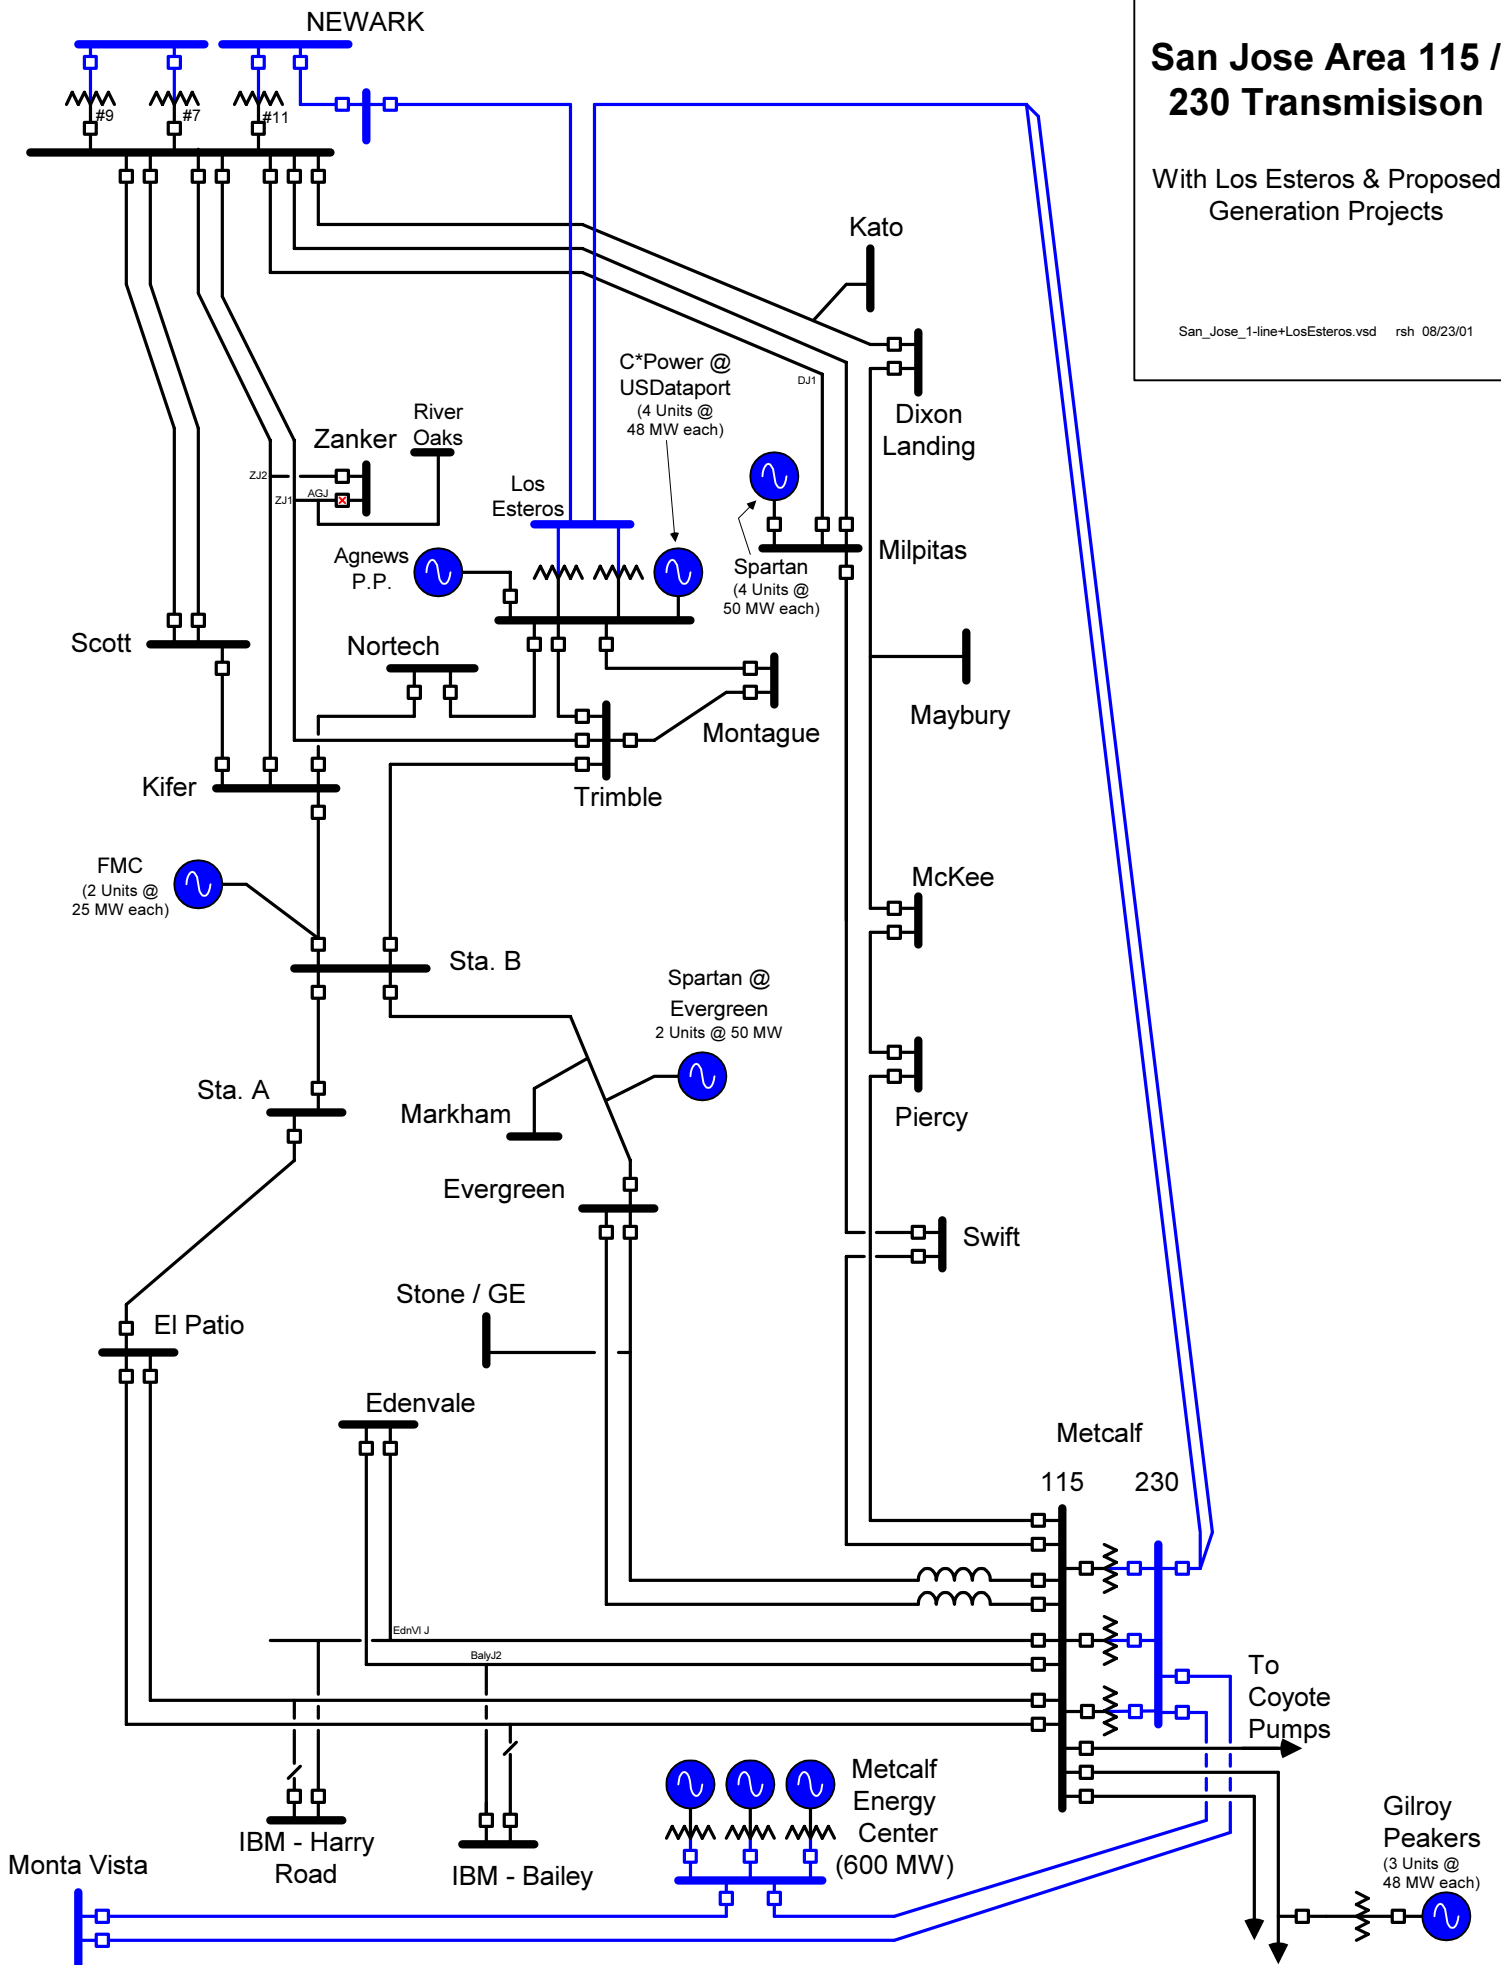 NEWARK
San Jose Area 115 /
230 Transmisison
With Los Esteros & Proposed
Generation Projects
San_Jose_1-line+LosEsteros.vsd rsh 08/23/01
#9
#7
#11
Kato
C*Power @
USDataport
(4 Units @
48 MW each)
DJ1
Dixon
Landing
River
Oaks
Zanker
ZJ2
ZJ1
AGJ
Los
Esteros
Agnews
P.P.
Spartan
(4 Units @
50 MW each)
Milpitas
Scott
Nortech
Montague
Maybury
Kifer
Trimble
FMC
(2 Units @
25 MW each)
McKee
Sta. B
Spartan @
Evergreen
2 Units @ 50 MW
Sta. A
Markham
Piercy
Evergreen
Swift
Stone / GE
El Patio
Edenvale
Metcalf
115
230
EdnVl J
BalyJ2
To
Coyote
Pumps
Metcalf
Energy
Center
(600 MW)
IBM - Harry
Road
IBM - Bailey
Monta Vista
Gilroy
Peakers
(3 Units @
48 MW each)